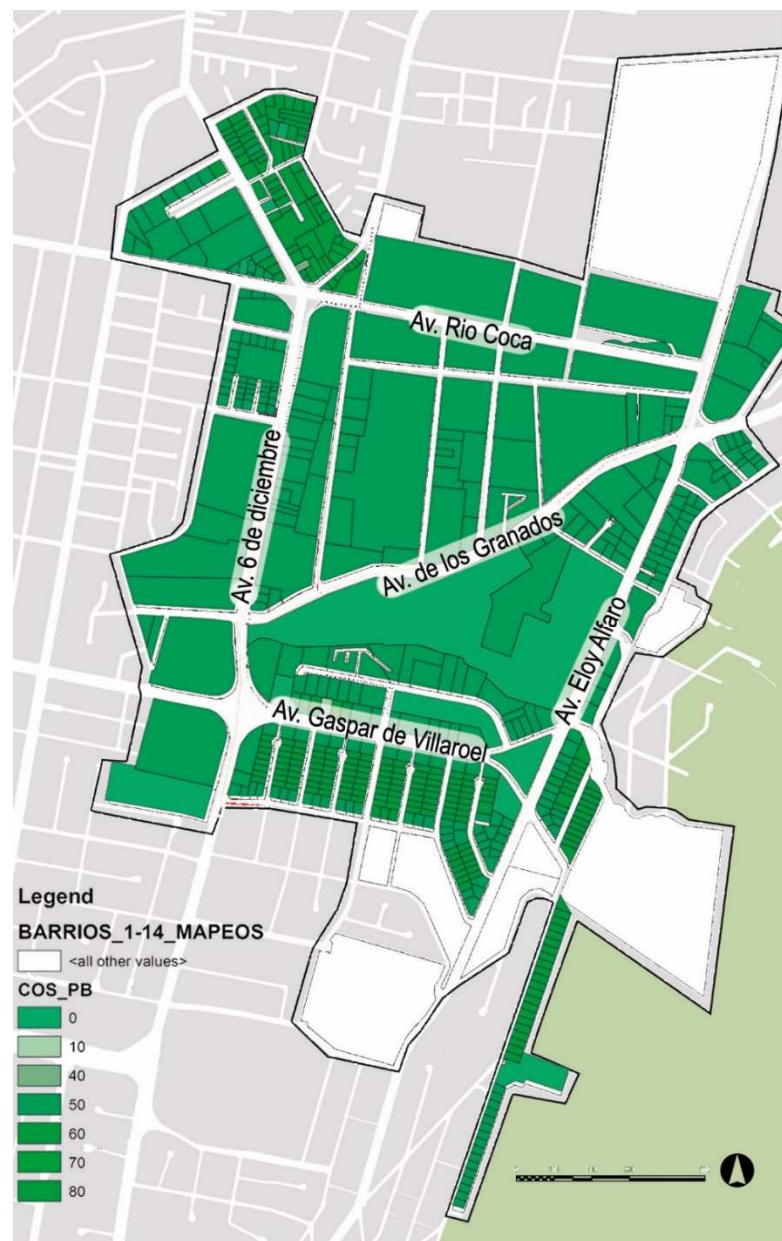 Av. Rio Coca
Av. 6 de diciembre
Av. de los Granados
Av. Eloy Alfaro
Av. Gaspar de Villaroel
Legend
BARRIOS_1-14_MAPEOS
<all other values>
COS_PB
0
10
40
50
60
70
80